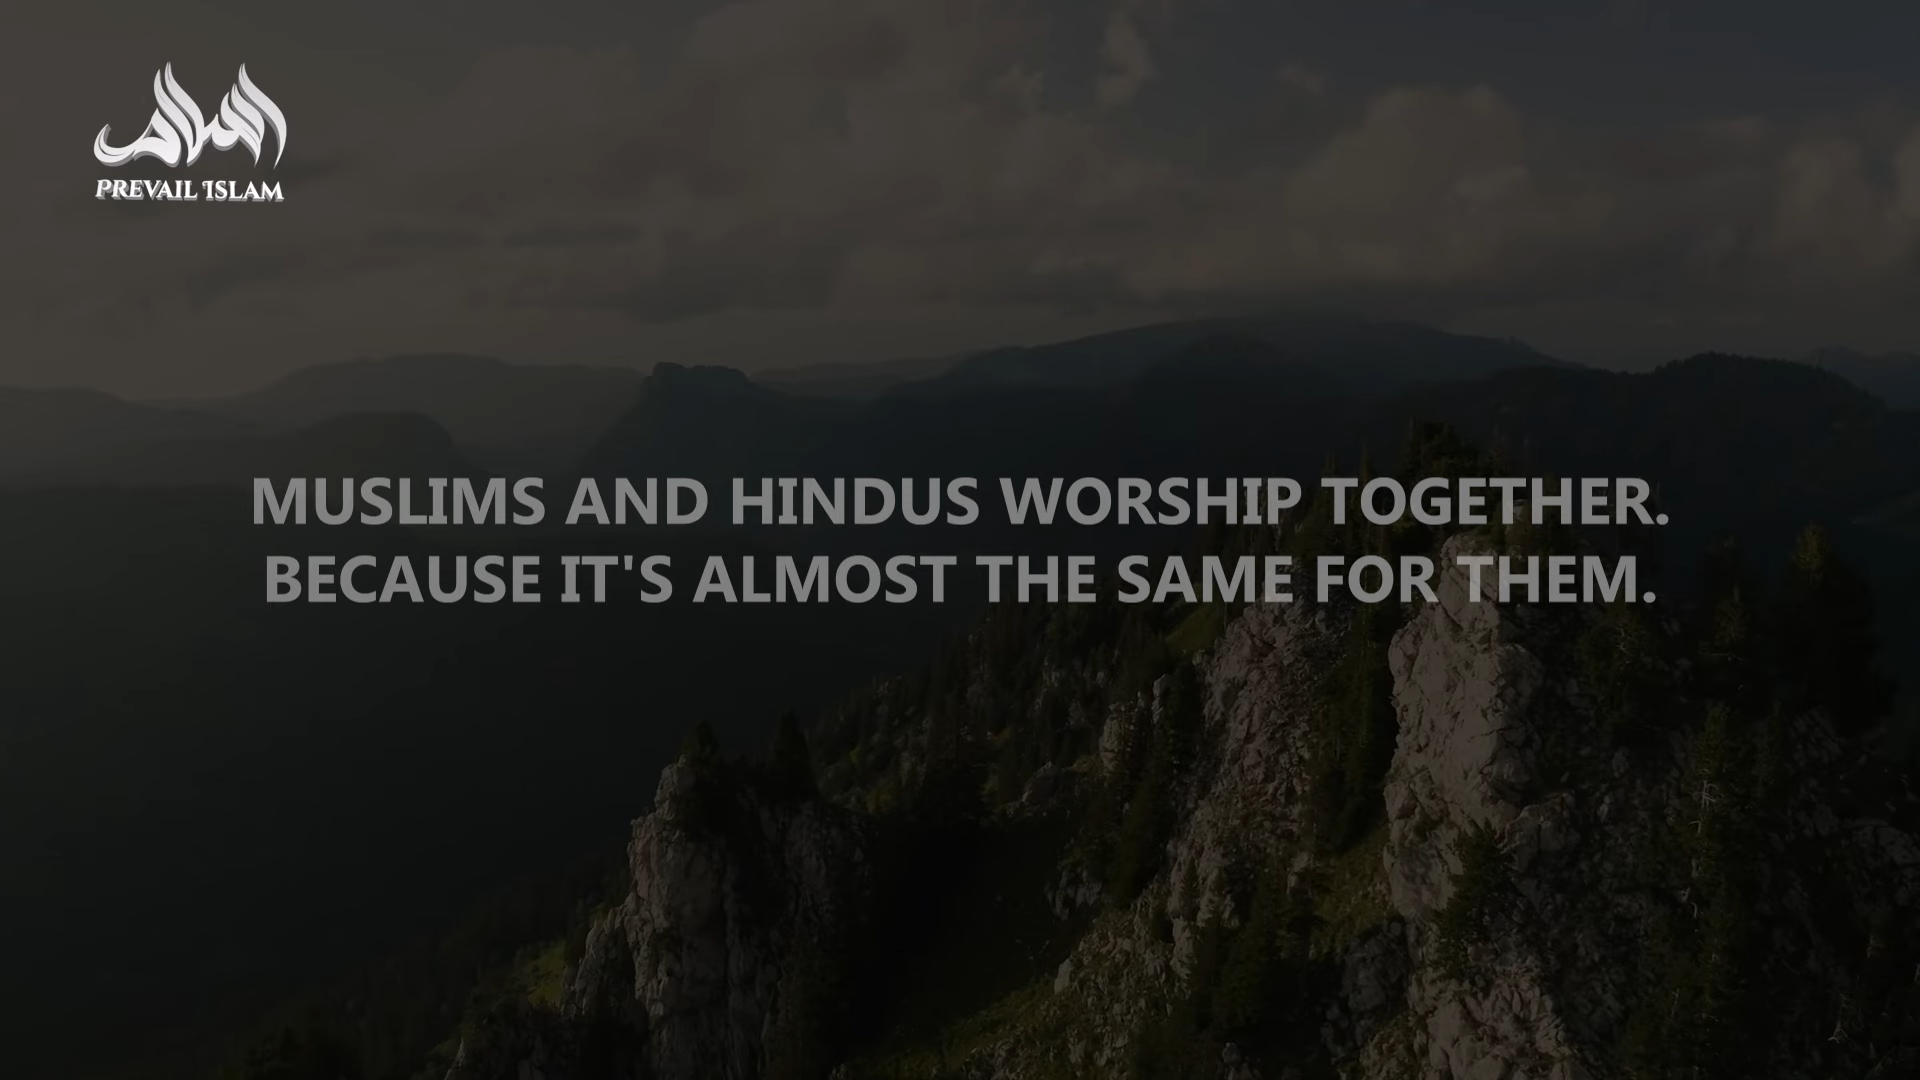 PREVAIL ISLAM
MUSLIMS AND HINDUS WORSHIP TOGETHER.
BECAUSE IT'S ALMOST THE SAME FOR THEM.